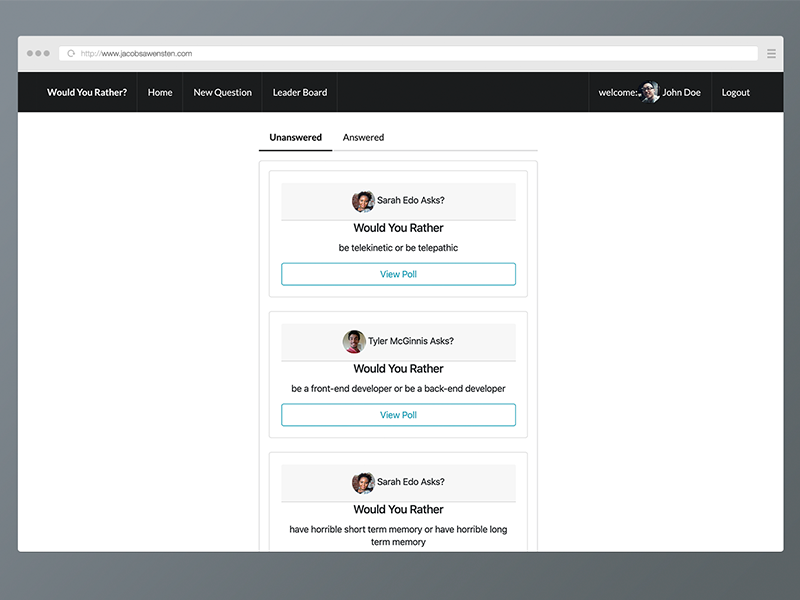 http://www.jacobsawensten.com
Would You Rather? Home New Question Leader Board welcome: John Doe Logout
Unanswered Answered
Sarah Edo Asks?
Would You Rather
be telekinetic or be telepathic
View Poll
Tyler McGinnis Asks?
Would You Rather
be a front-end developer or be a back-end developer
View Poll
Sarah Edo Asks?
Would You Rather
have horrible short term memory or have horrible long
term memory